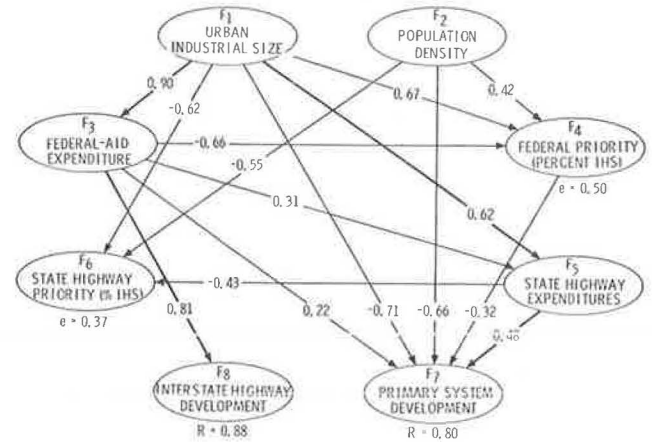 F1
URBAN
INDUSTRIAL SIZE
F2
POPULATION
DENSITY
0.90
-0.62
0.67
0.42
F3
FEDERAL-AID
EXPENDITURE
-0.66
-0.55
F4
FEDERAL PRIORITY
(PERCENT IHS)
e = 0.50
0.31
0.62
F6
STATE HIGHWAY
PRIORITY (% IHS)
e = 0.37
-0.43
F5
STATE HIGHWAY
EXPENDITURES
0.81
0.22
-0.71
-0.66
-0.32
F8
INTERSTATE HIGHWAY
DEVELOPMENT
R = 0.88
F7
PRIMARY SYSTEM
DEVELOPMENT
R = 0.80